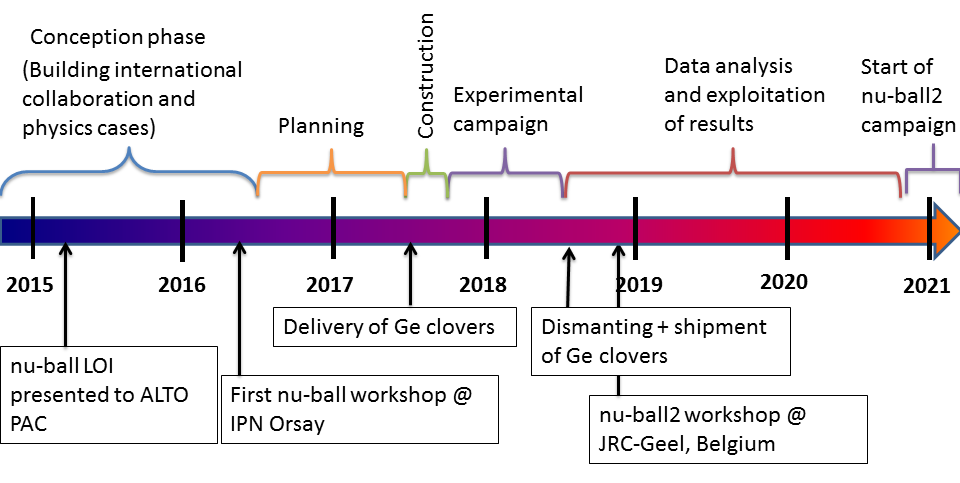 Conception phase
(Building international
collaboration and
physics cases)
Planning
Construction
Experimental
campaign
Data analysis
and exploitation
of results
Start of
nu-ball2
campaign
2015
2016
2017
2018
2019
2020
2021
Delivery of Ge clovers
Dismanting + shipment
of Ge clovers
nu-ball LOI
presented to ALTO
PAC
First nu-ball workshop @
IPN Orsay
nu-ball2 workshop @
JRC-Geel, Belgium